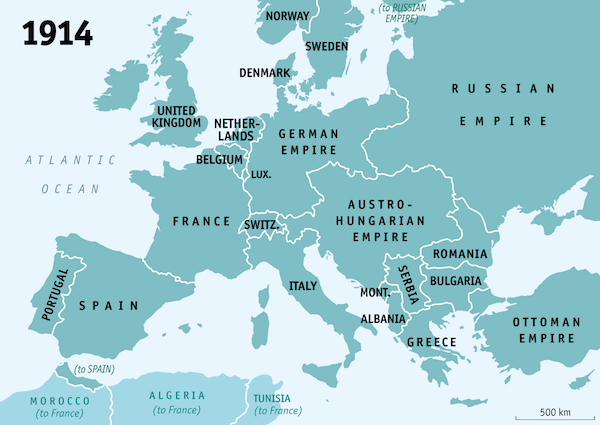 1914
NORWAY
(to RUSSIAN
EMPIRE)
SWEDEN
DENMARK
RUSSIAN
EMPIRE
UNITED
KINGDOM
NETHER-
LANDS
GERMAN
EMPIRE
BELGIUM
LUX.
ATLANTIC
OCEAN
FRANCE
SWITZ.
AUSTRO-
HUNGARIAN
EMPIRE
ROMANIA
PORTUGAL
SPAIN
ITALY
MONT.
SERBIA
BULGARIA
ALBANIA
GREECE
OTTOMAN
EMPIRE
(to SPAIN)
MOROCCO
(to France)
ALGERIA
(to France)
TUNISIA
(to France)
500 km